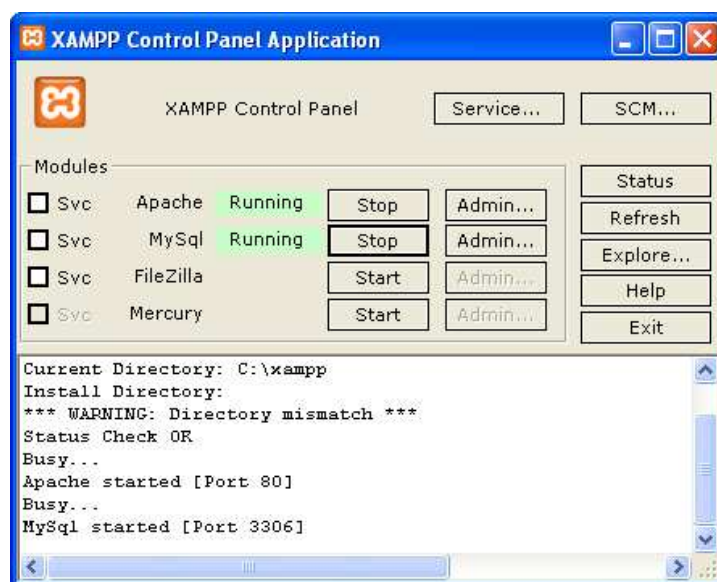 XAMPP Control Panel Application
XAMPP Control Panel Service... SCM...
Modules
Svc Apache Running Stop Admin...
Svc MySql Running Stop Admin...
Svc FileZilla Start Admin...
Svc Mercury Start Admin...
Status
Refresh
Explore...
Help
Exit
Current Directory: C:\xampp
Install Directory:
*** WARNING: Directory mismatch ***
Status Check OK
Busy...
Apache started [Port 80]
Busy...
MySql started [Port 3306]